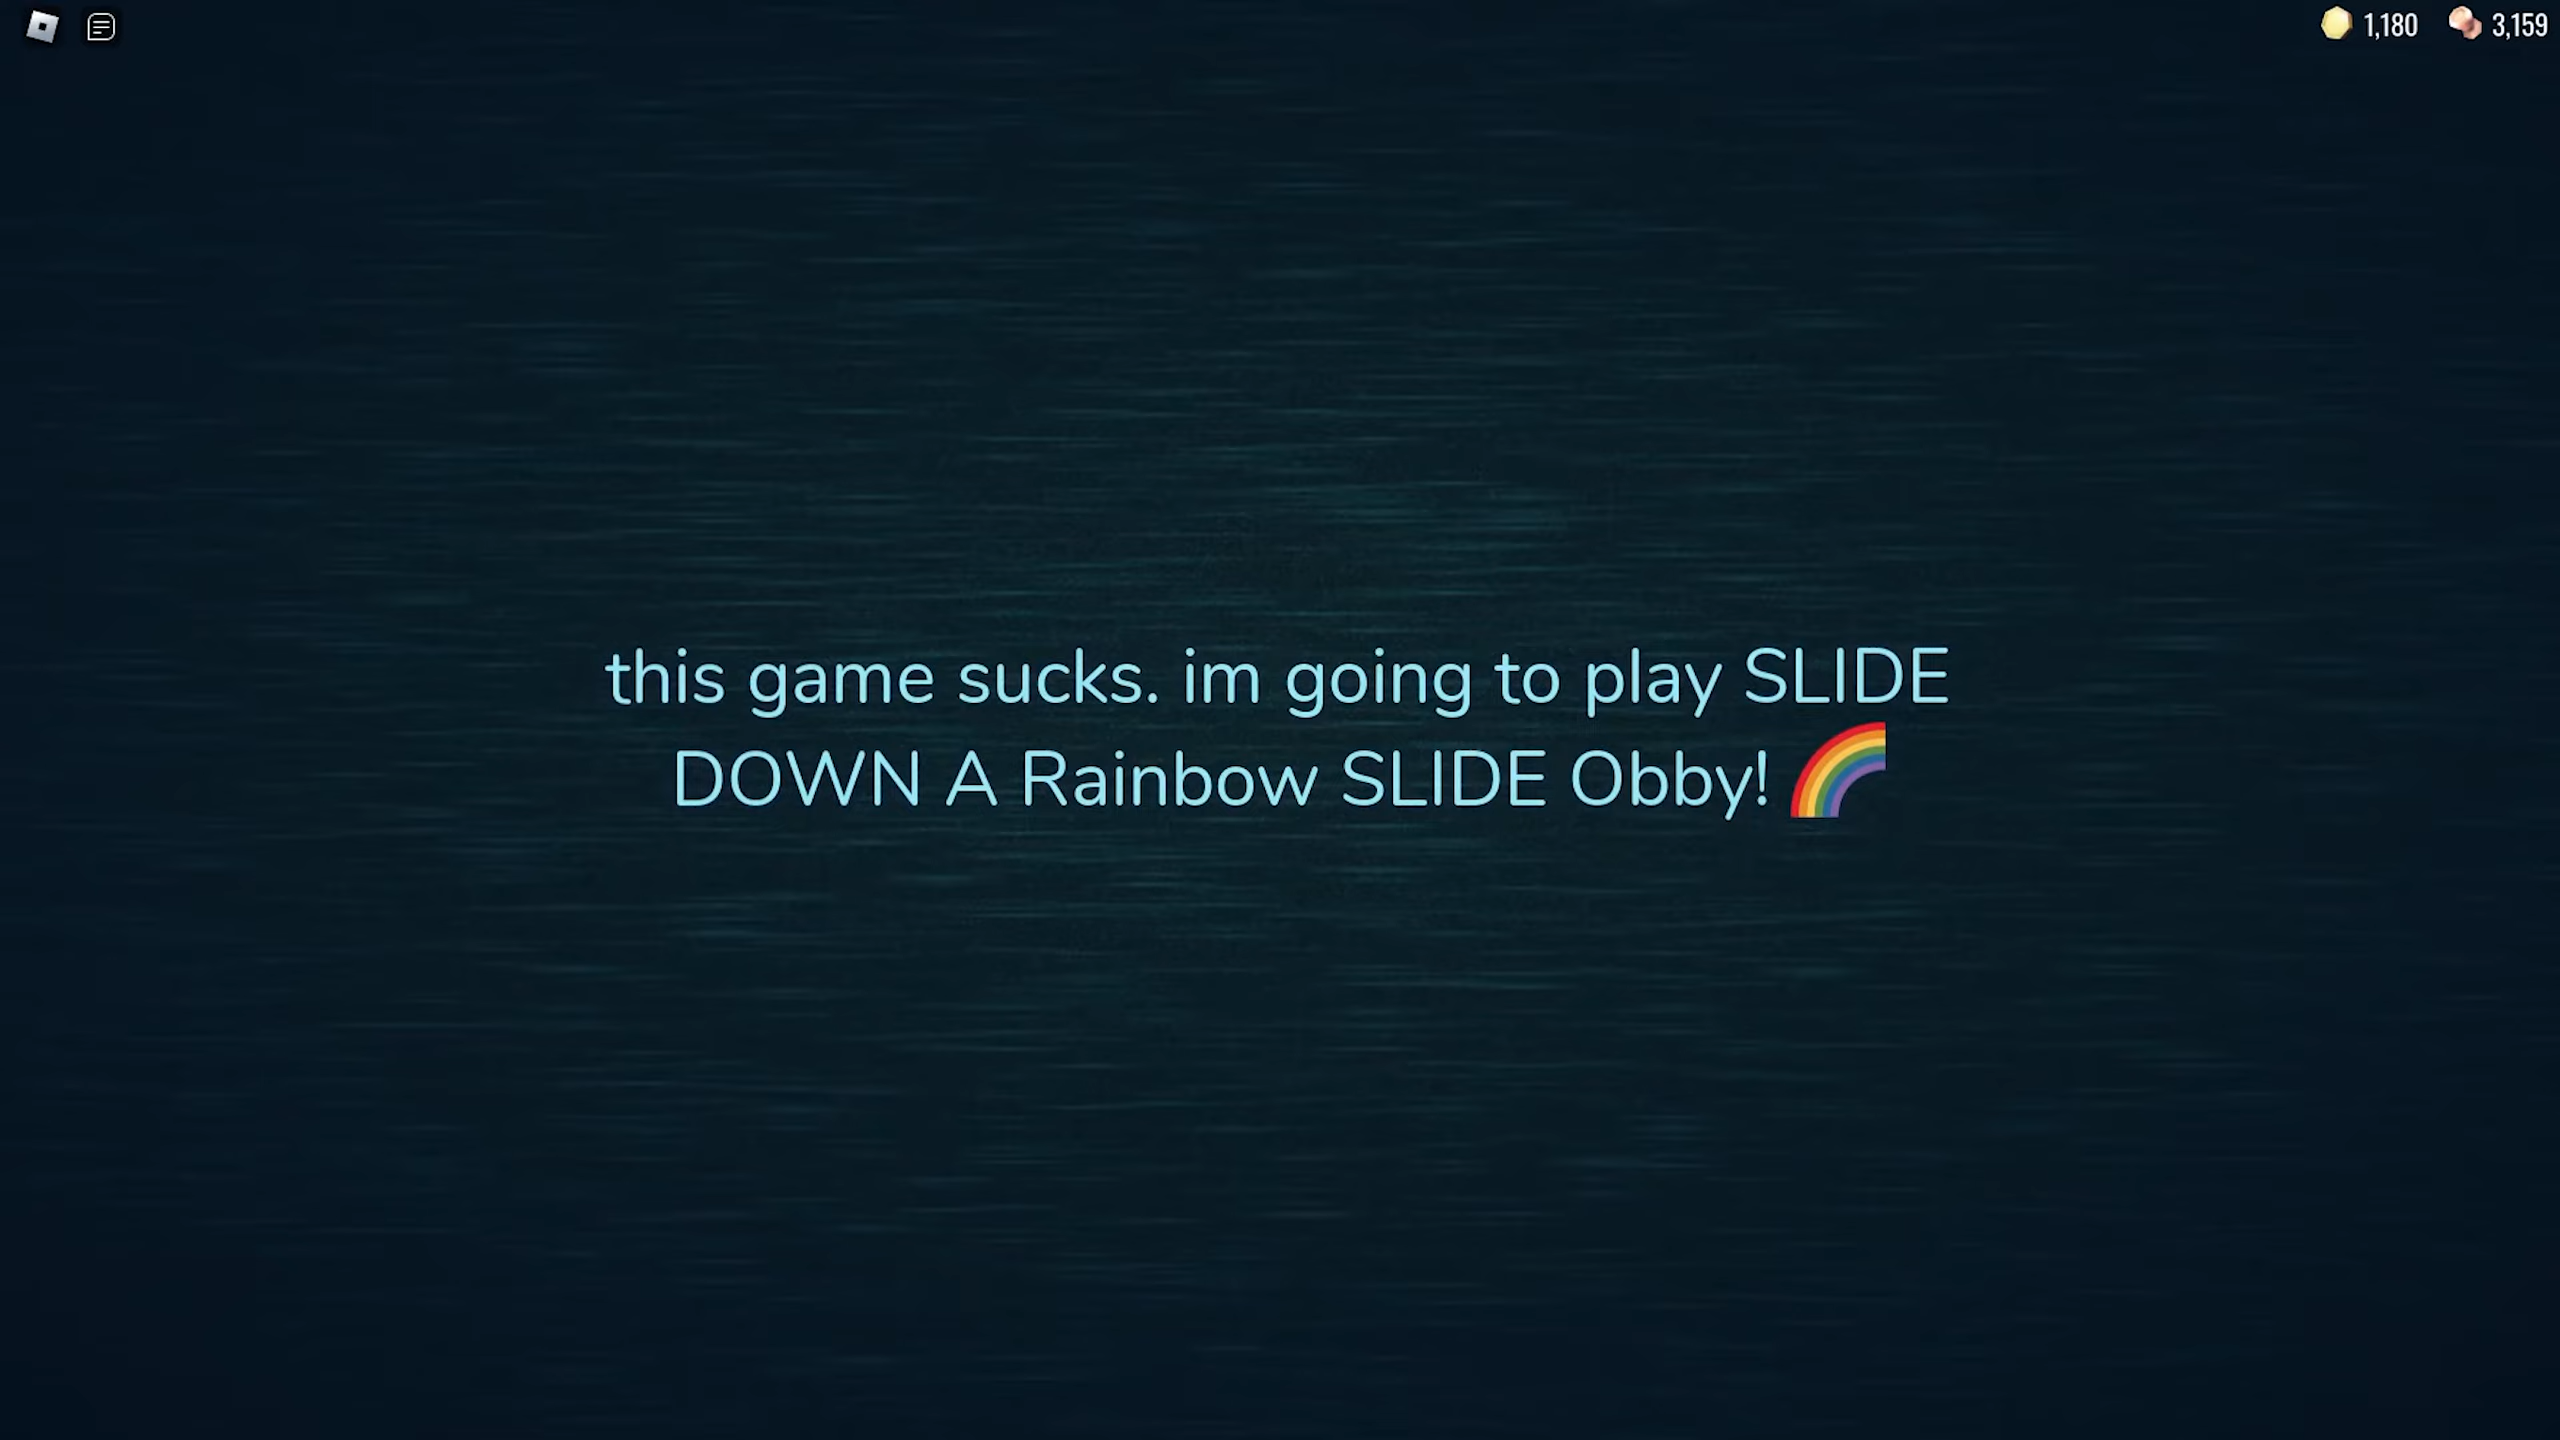 1,180 3,159
this game sucks. im going to play SLIDE
DOWN A Rainbow SLIDE Obby! 🌈